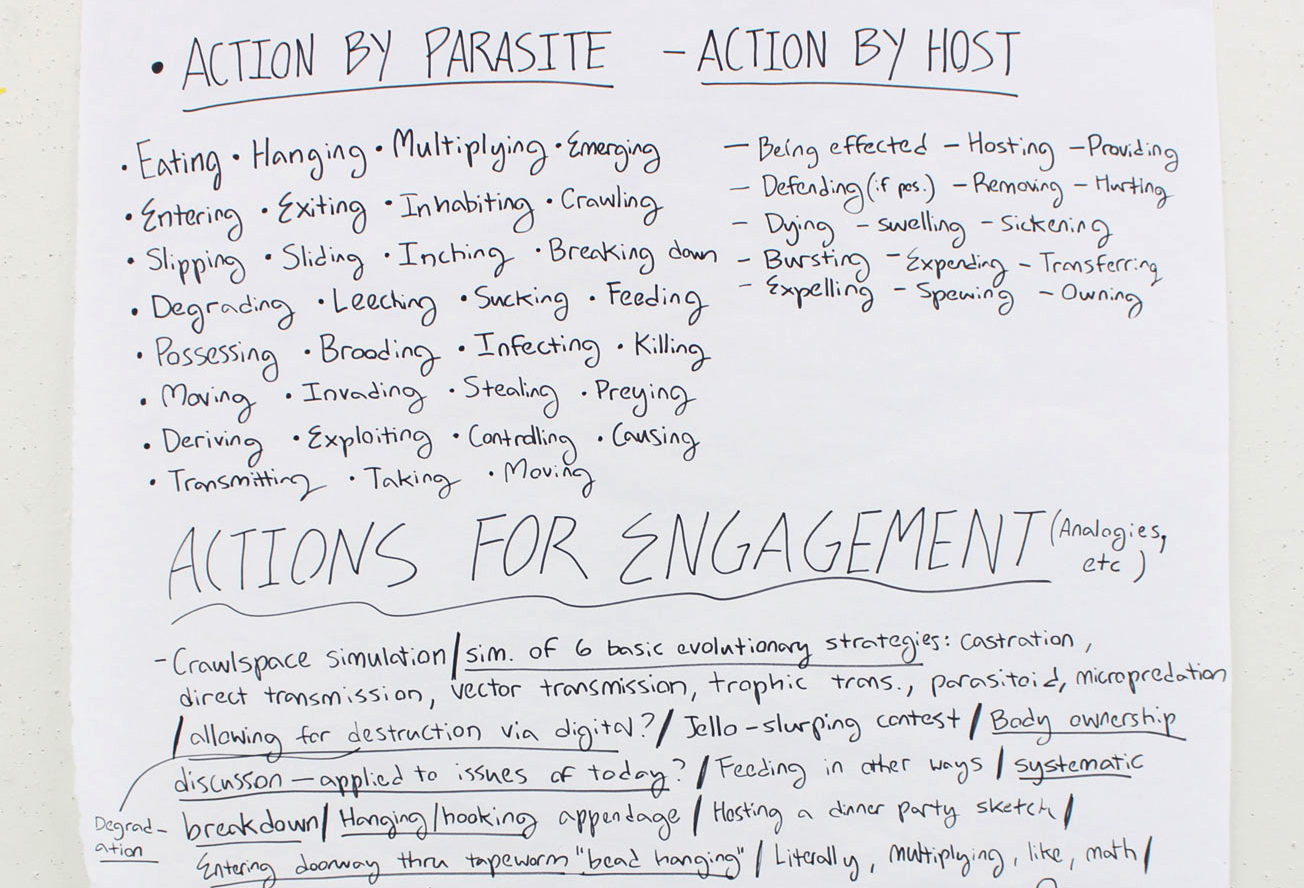 • ACTION BY PARASITE – ACTION BY HOST
• Eating • Hanging • Multiplying • Emerging
• Entering • Exiting • Inhabiting • Crawling
• Slipping • Sliding • Inching • Breaking down
• Degrading • Leeching • Sucking • Feeding
• Possessing • Brooding • Infecting • Killing
• Moving • Invading • Stealing • Preying
• Deriving • Exploiting • Controlling • Causing
• Transmitting • Taking • Moving
– Being effected – Hosting – Providing
– Defending (if pos.) – Removing – Hurting
– Dying – swelling – Sickening
– Bursting – Expending – Transferring
– Expelling – Spewing – Owning
ACTIONS FOR ENGAGEMENT (Analogies,
etc)
- Crawlspace simulation / sim. of 6 basic evolutionary strategies: castration,
direct transmission, vector transmission, trophic trans., parasitoid, micropredation
/ allowing for destruction via digital? / Jello-slurping contest / Body ownership
discusson – applied to issues of today? / Feeding in other ways / systematic
breakdown / Hanging/hooking appendage / Hosting a dinner party sketch /
Entering doorway thru tapeworm "bead hanging" / Literally, multiplying, like, math /
Degrad-
ation